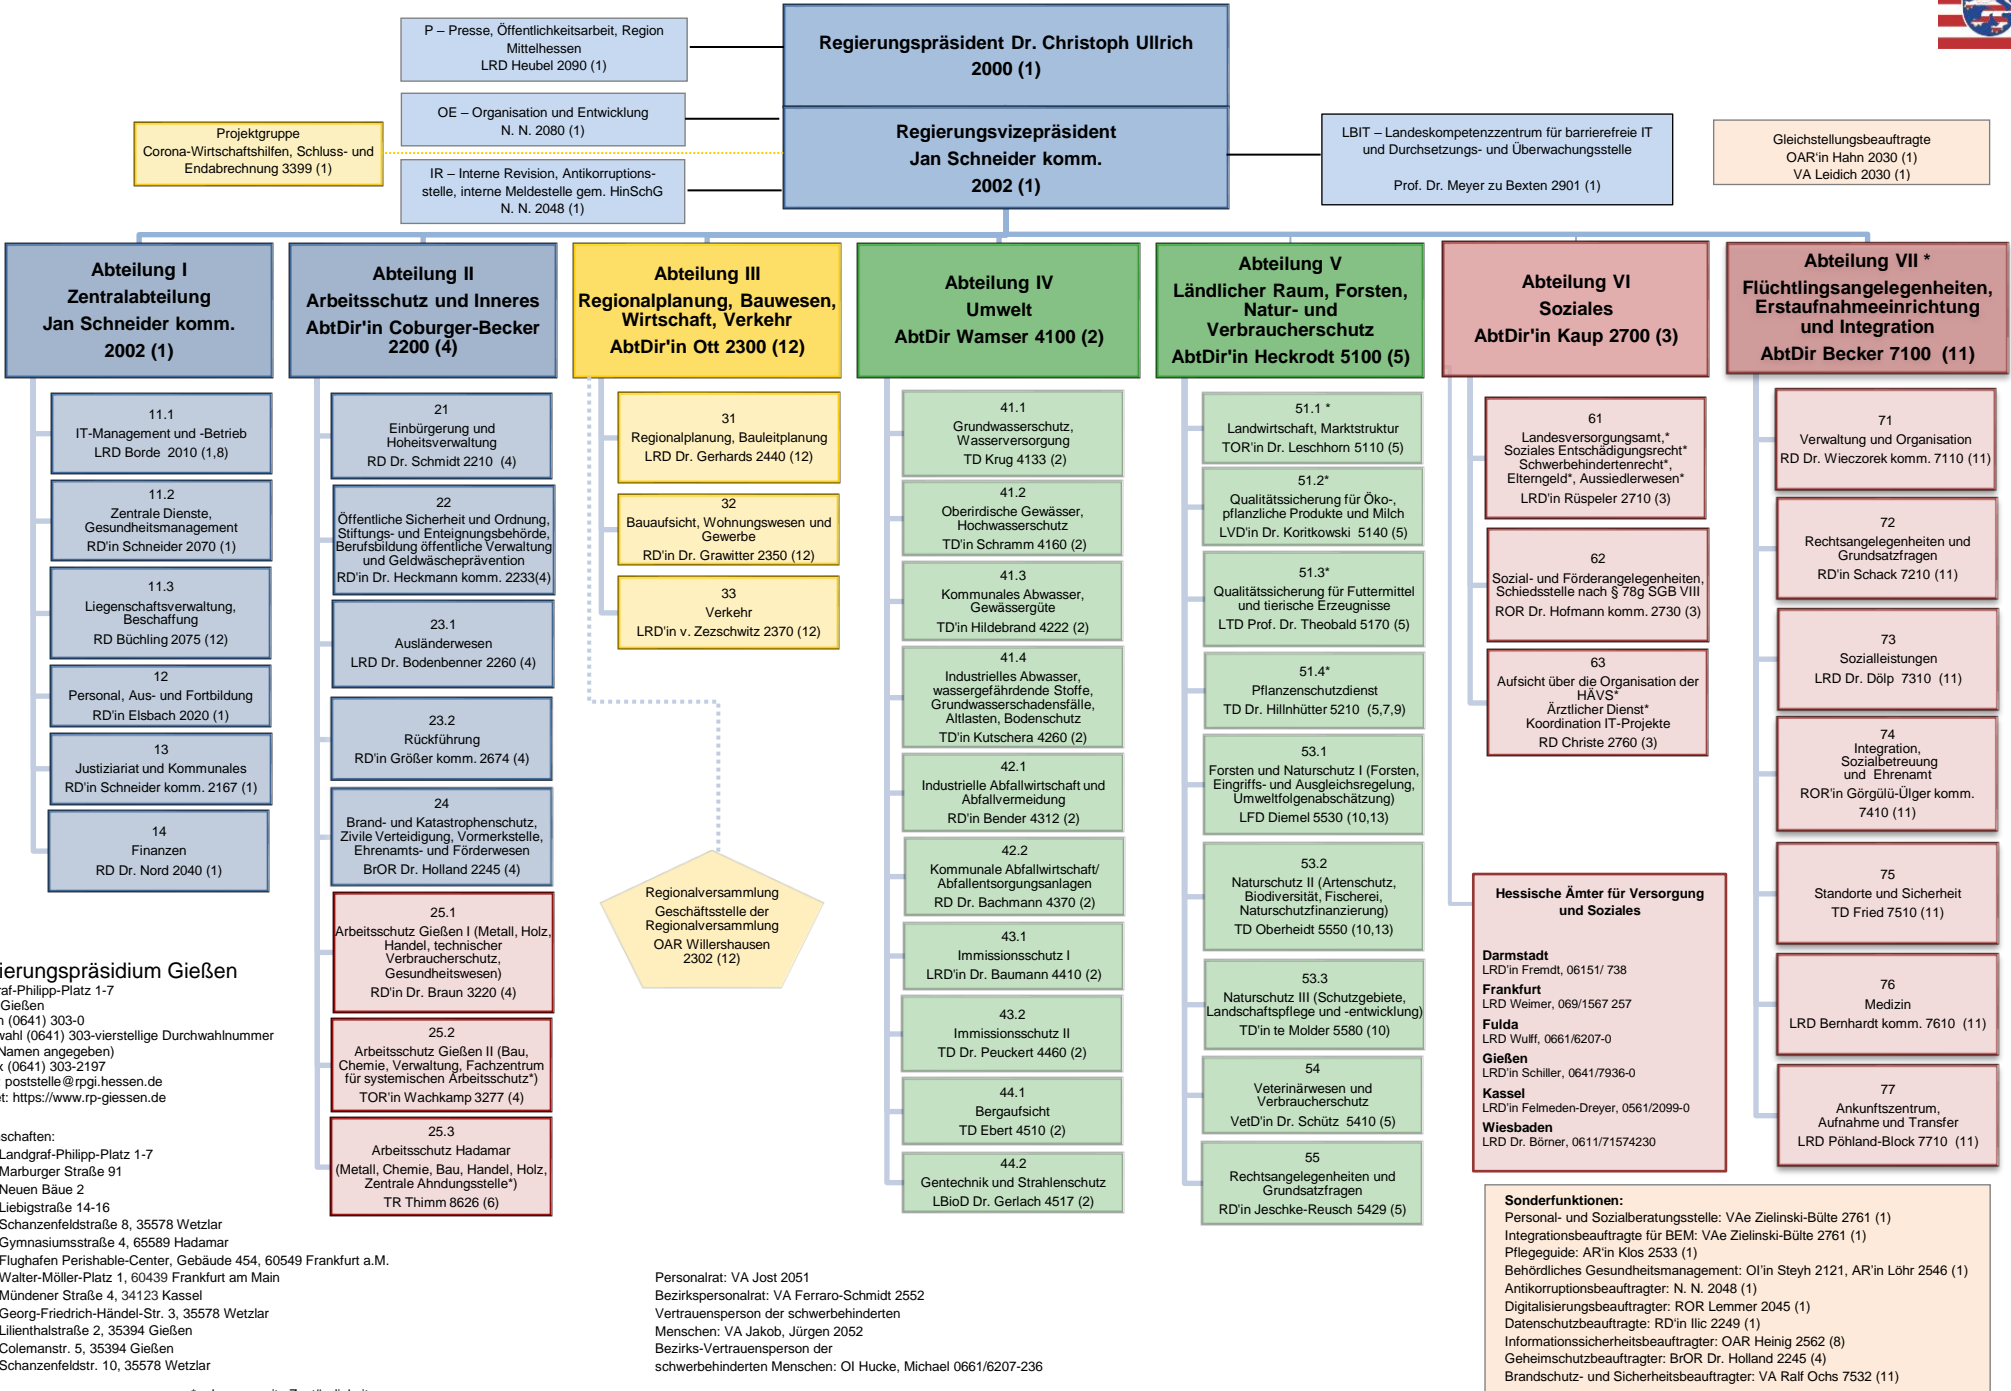 P – Presse, Öffentlichkeitsarbeit, Region
Mittelhessen
LRD Heubel 2090 (1)
Regierungspräsident Dr. Christoph Ullrich
2000 (1)
OE – Organisation und Entwicklung
N. N. 2080 (1)
Projektgruppe
Corona-Wirtschaftshilfen, Schluss- und
Endabrechnung 3399 (1)
Regierungsvizepräsident
Jan Schneider komm.
2002 (1)
IR – Interne Revision, Antikorruptions-
stelle, interne Meldestelle gem. HinSchG
N. N. 2048 (1)
LBIT – Landeskompetenzzentrum für barrierefreie IT
und Durchsetzungs- und Überwachungsstelle
Prof. Dr. Meyer zu Bexten 2901 (1)
Gleichstellungsbeauftragte
OAR'in Hahn 2030 (1)
VA Leidich 2030 (1)
Abteilung I
Zentralabteilung
Jan Schneider komm.
2002 (1)
11.1
IT-Management und -Betrieb
LRD Borde 2010 (1,8)
11.2
Zentrale Dienste,
Gesundheitsmanagement
RD'in Schneider 2070 (1)
11.3
Liegenschaftsverwaltung,
Beschaffung
RD Büchling 2075 (12)
12
Personal, Aus- und Fortbildung
RD'in Elsbach 2020 (1)
13
Justiziariat und Kommunales
RD'in Schneider komm. 2167 (1)
14
Finanzen
RD Dr. Nord 2040 (1)
Abteilung II
Arbeitsschutz und Inneres
AbtDir'in Coburger-Becker
2200 (4)
21
Einbürgerung und
Hoheitsverwaltung
RD Dr. Schmidt 2210 (4)
22
Öffentliche Sicherheit und Ordnung,
Stiftungs- und Enteignungsbehörde,
Berufsbildung öffentliche Verwaltung
und Geldwäscheprävention
RD'in Dr. Heckmann komm. 2233(4)
23.1
Ausländerwesen
LRD Dr. Bodenbenner 2260 (4)
23.2
Rückführung
RD'in Größer komm. 2674 (4)
24
Brand- und Katastrophenschutz,
Zivile Verteidigung, Vormerkstelle,
Ehrenamts- und Förderwesen
BrOR Dr. Holland 2245 (4)
25.1
Arbeitsschutz Gießen I (Metall, Holz,
Handel, technischer
Verbraucherschutz,
Gesundheitswesen)
RD'in Dr. Braun 3220 (4)
25.2
Arbeitsschutz Gießen II (Bau,
Chemie, Verwaltung, Fachzentrum
für systemischen Arbeitsschutz*)
TOR'in Wachkamp 3277 (4)
25.3
Arbeitsschutz Hadamar
(Metall, Chemie, Bau, Handel, Holz,
Zentrale Ahndungsstelle*)
TR Thimm 8626 (6)
Abteilung III
Regionalplanung, Bauwesen,
Wirtschaft, Verkehr
AbtDir'in Ott 2300 (12)
31
Regionalplanung, Bauleitplanung
LRD Dr. Gerhards 2440 (12)
32
Bauaufsicht, Wohnungswesen und
Gewerbe
RD'in Dr. Grawitter 2350 (12)
33
Verkehr
LRD'in v. Zezschwitz 2370 (12)
Regionalversammlung
Geschäftsstelle der
Regionalversammlung
OAR Willershausen
2302 (12)
Abteilung IV
Umwelt
AbtDir Wamser 4100 (2)
41.1
Grundwasserschutz,
Wasserversorgung
TD Krug 4133 (2)
41.2
Oberirdische Gewässer,
Hochwasserschutz
TD'in Schramm 4160 (2)
41.3
Kommunales Abwasser,
Gewässergüte
TD'in Hildebrand 4222 (2)
41.4
Industrielles Abwasser,
wassergefährdende Stoffe,
Grundwasserschadensfälle,
Altlasten, Bodenschutz
TD'in Kutschera 4260 (2)
42.1
Industrielle Abfallwirtschaft und
Abfallvermeidung
RD'in Bender 4312 (2)
42.2
Kommunale Abfallwirtschaft/
Abfallentsorgungsanlagen
RD Dr. Bachmann 4370 (2)
43.1
Immissionsschutz I
LRD'in Dr. Baumann 4410 (2)
43.2
Immissionsschutz II
TD Dr. Peuckert 4460 (2)
44.1
Bergaufsicht
TD Ebert 4510 (2)
44.2
Gentechnik und Strahlenschutz
LBioD Dr. Gerlach 4517 (2)
Abteilung V
Ländlicher Raum, Forsten,
Natur- und
Verbraucherschutz
AbtDir'in Heckrodt 5100 (5)
51.1 *
Landwirtschaft, Marktstruktur
TOR'in Dr. Leschhorn 5110 (5)
51.2*
Qualitätssicherung für Öko-,
pflanzliche Produkte und Milch
LVD'in Dr. Koritkowski 5140 (5)
51.3*
Qualitätssicherung für Futtermittel
und tierische Erzeugnisse
LTD Prof. Dr. Theobald 5170 (5)
51.4*
Pflanzenschutzdienst
TD Dr. Hillnhütter 5210 (5,7,9)
53.1
Forsten und Naturschutz I (Forsten,
Eingriffs- und Ausgleichsregelung,
Umweltfolgenabschätzung)
LFD Diemel 5530 (10,13)
53.2
Naturschutz II (Artenschutz,
Biodiversität, Fischerei,
Naturschutzfinanzierung)
TD Oberheidt 5550 (10,13)
53.3
Naturschutz III (Schutzgebiete,
Landschaftspflege und -entwicklung)
TD'in te Molder 5580 (10)
54
Veterinärwesen und
Verbraucherschutz
VetD'in Dr. Schütz 5410 (5)
55
Rechtsangelegenheiten und
Grundsatzfragen
RD'in Jeschke-Reusch 5429 (5)
Abteilung VI
Soziales
AbtDir'in Kaup 2700 (3)
61
Landesversorgungsamt,*
Soziales Entschädigungsrecht*
Schwerbehindertenrecht*,
Elterngeld*, Aussiedlerwesen*
LRD'in Rüspeler 2710 (3)
62
Sozial- und Förderangelegenheiten,
Schiedsstelle nach § 78g SGB VIII
ROR Dr. Hofmann komm. 2730 (3)
63
Aufsicht über die Organisation der
HÄVS*
Ärztlicher Dienst*
Koordination IT-Projekte
RD Christe 2760 (3)
Hessische Ämter für Versorgung
und Soziales
Darmstadt
LRD'in Fremdt, 06151/ 738
Frankfurt
LRD Weimer, 069/1567 257
Fulda
LRD Wulff, 0661/6207-0
Gießen
LRD'in Schiller, 0641/7936-0
Kassel
LRD'in Felmeden-Dreyer, 0561/2099-0
Wiesbaden
LRD Dr. Börner, 0611/71574230
Abteilung VII *
Flüchtlingsangelegenheiten,
Erstaufnahmeeinrichtung
und Integration
AbtDir Becker 7100 (11)
71
Verwaltung und Organisation
RD Dr. Wieczorek komm. 7110 (11)
72
Rechtsangelegenheiten und
Grundsatzfragen
RD'in Schack 7210 (11)
73
Sozialleistungen
LRD Dr. Dölp 7310 (11)
74
Integration,
Sozialbetreuung
und Ehrenamt
ROR'in Görgülü-Ülger komm.
7410 (11)
75
Standorte und Sicherheit
TD Fried 7510 (11)
76
Medizin
LRD Bernhardt komm. 7610 (11)
77
Ankunftszentrum,
Aufnahme und Transfer
LRD Pöhland-Block 7710 (11)
ierungspräsidium Gießen
af-Philipp-Platz 1-7
Gießen
n (0641) 303-0
wahl (0641) 303-vierstellige Durchwahlnummer
Namen angegeben)
x (0641) 303-2197
: poststelle@rpgi.hessen.de
et: https://www.rp-giessen.de
schaften:
Landgraf-Philipp-Platz 1-7
Marburger Straße 91
Neuen Bäue 2
Liebigstraße 14-16
Schanzenfeldstraße 8, 35578 Wetzlar
Gymnasiumsstraße 4, 65589 Hadamar
Flughafen Perishable-Center, Gebäude 454, 60549 Frankfurt a.M.
Walter-Möller-Platz 1, 60439 Frankfurt am Main
Mündener Straße 4, 34123 Kassel
Georg-Friedrich-Händel-Str. 3, 35578 Wetzlar
Lilienthalstraße 2, 35394 Gießen
Colemanstr. 5, 35394 Gießen
Schanzenfeldstr. 10, 35578 Wetzlar
Personalrat: VA Jost 2051
Bezirkspersonalrat: VA Ferraro-Schmidt 2552
Vertrauensperson der schwerbehinderten
Menschen: VA Jakob, Jürgen 2052
Bezirks-Vertrauensperson der
schwerbehinderten Menschen: OI Hucke, Michael 0661/6207-236
Sonderfunktionen:
Personal- und Sozialberatungsstelle: VAe Zielinski-Bülte 2761 (1)
Integrationsbeauftragte für BEM: VAe Zielinski-Bülte 2761 (1)
Pflegeguide: AR'in Klos 2533 (1)
Behördliches Gesundheitsmanagement: OI'in Steyh 2121, AR'in Löhr 2546 (1)
Antikorruptionsbeauftragter: N. N. 2048 (1)
Digitalisierungsbeauftragter: ROR Lemmer 2045 (1)
Datenschutzbeauftragte: RD'in Ilic 2249 (1)
Informationssicherheitsbeauftragter: OAR Heinig 2562 (8)
Geheimschutzbeauftragter: BrOR Dr. Holland 2245 (4)
Brandschutz- und Sicherheitsbeauftragter: VA Ralf Ochs 7532 (11)